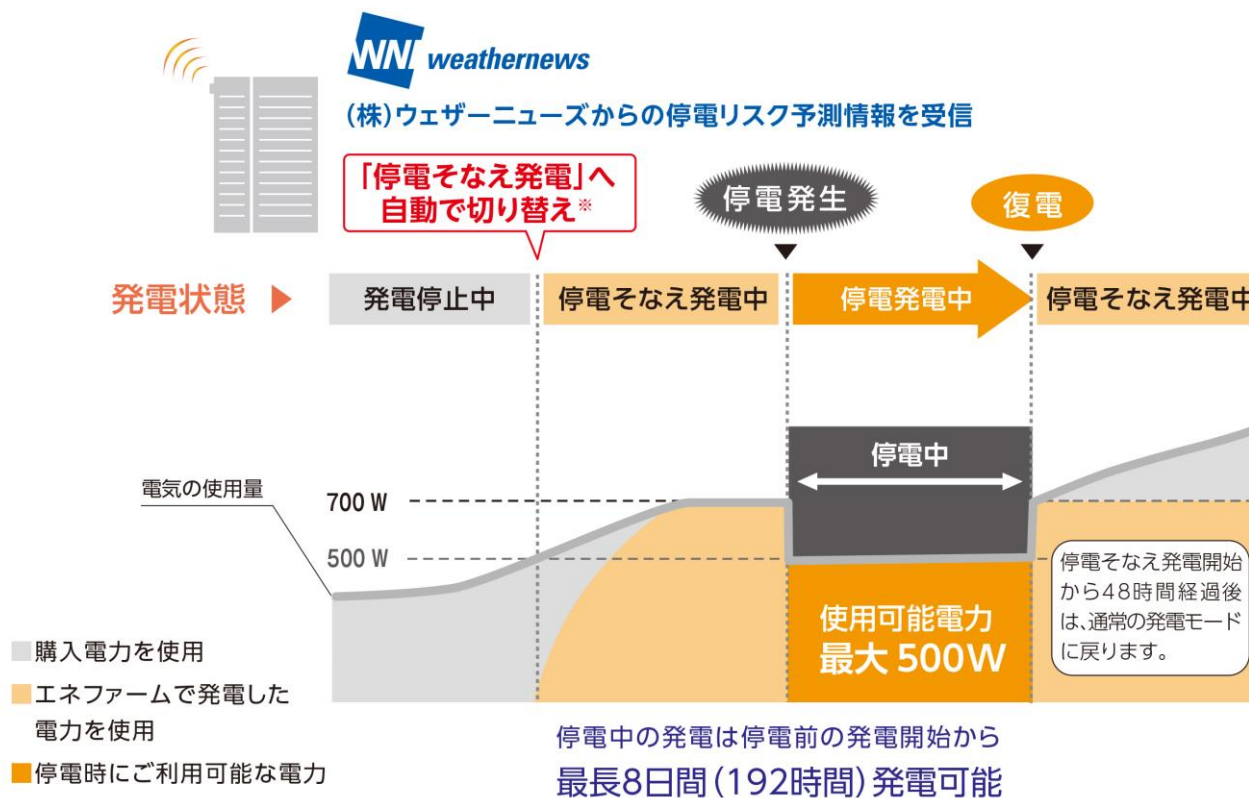 WNI weathernews
(株)ウェザーニューズからの停電リスク予測情報を受信
「停電そなえ発電」へ
自動で切り替え※
停電発生
復電
発電状態
発電停止中
停電そなえ発電中
停電発電中
停電そなえ発電中
停電中
電気の使用量
700 W
500 W
使用可能電力
最大 500W
停電そなえ発電開始
から48時間経過後
は、通常の発電モード
に戻ります。
購入電力を使用
エネファームで発電した
電力を使用
停電時にご利用可能な電力
停電中の発電は停電前の発電開始から
最長8日間(192時間)発電可能